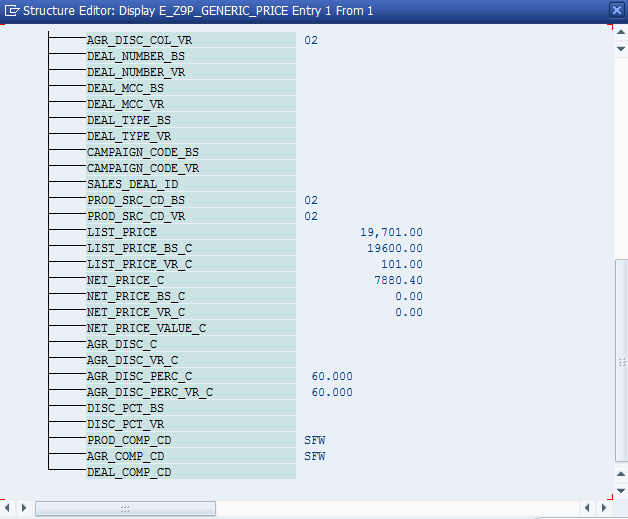 Structure Editor: Display E_Z9P_GENERIC_PRICE Entry 1 From 1
AGR_DISC_COL_VR 02
DEAL_NUMBER_BS
DEAL_NUMBER_VR
DEAL_MCC_BS
DEAL_MCC_VR
DEAL_TYPE_BS
DEAL_TYPE_VR
CAMPAIGN_CODE_BS
CAMPAIGN_CODE_VR
SALES_DEAL_ID
PROD_SRC_CD_BS 02
PROD_SRC_CD_VR 02
LIST_PRICE 19,701.00
LIST_PRICE_BS_C 19600.00
LIST_PRICE_VR_C 101.00
NET_PRICE_C 7880.40
NET_PRICE_BS_C 0.00
NET_PRICE_VR_C 0.00
NET_PRICE_VALUE_C
AGR_DISC_C
AGR_DISC_VR_C
AGR_DISC_PERC_C 60.000
AGR_DISC_PERC_VR_C 60.000
DISC_PCT_BS
DISC_PCT_VR
PROD_COMP_CD SFW
AGR_COMP_CD SFW
DEAL_COMP_CD